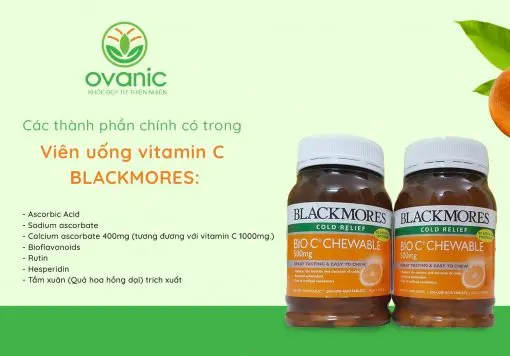 ovanic
KHỎE ĐẸP TỪ THIÊN NHIÊN
Các thành phần chính có trong
Viên uống vitamin C
BLACKMORES:
- Ascorbic Acid
- Sodium ascorbate
- Calcium ascorbate 400mg (tương đương với vitamin C 1000mg.)
- Bioflavonoids
- Rutin
- Hesperidin
- Tầm xuân (Quả hoa hồng dại) trích xuất
BLACKMORES
COLD RELIEF
BIO C® CHEWABLE
500mg
GREAT TASTING & EASY TO CHEW
BLACKMORES
COLD RELIEF
BIO C® CHEWABLE
500mg
GREAT TASTING & EASY TO CHEW